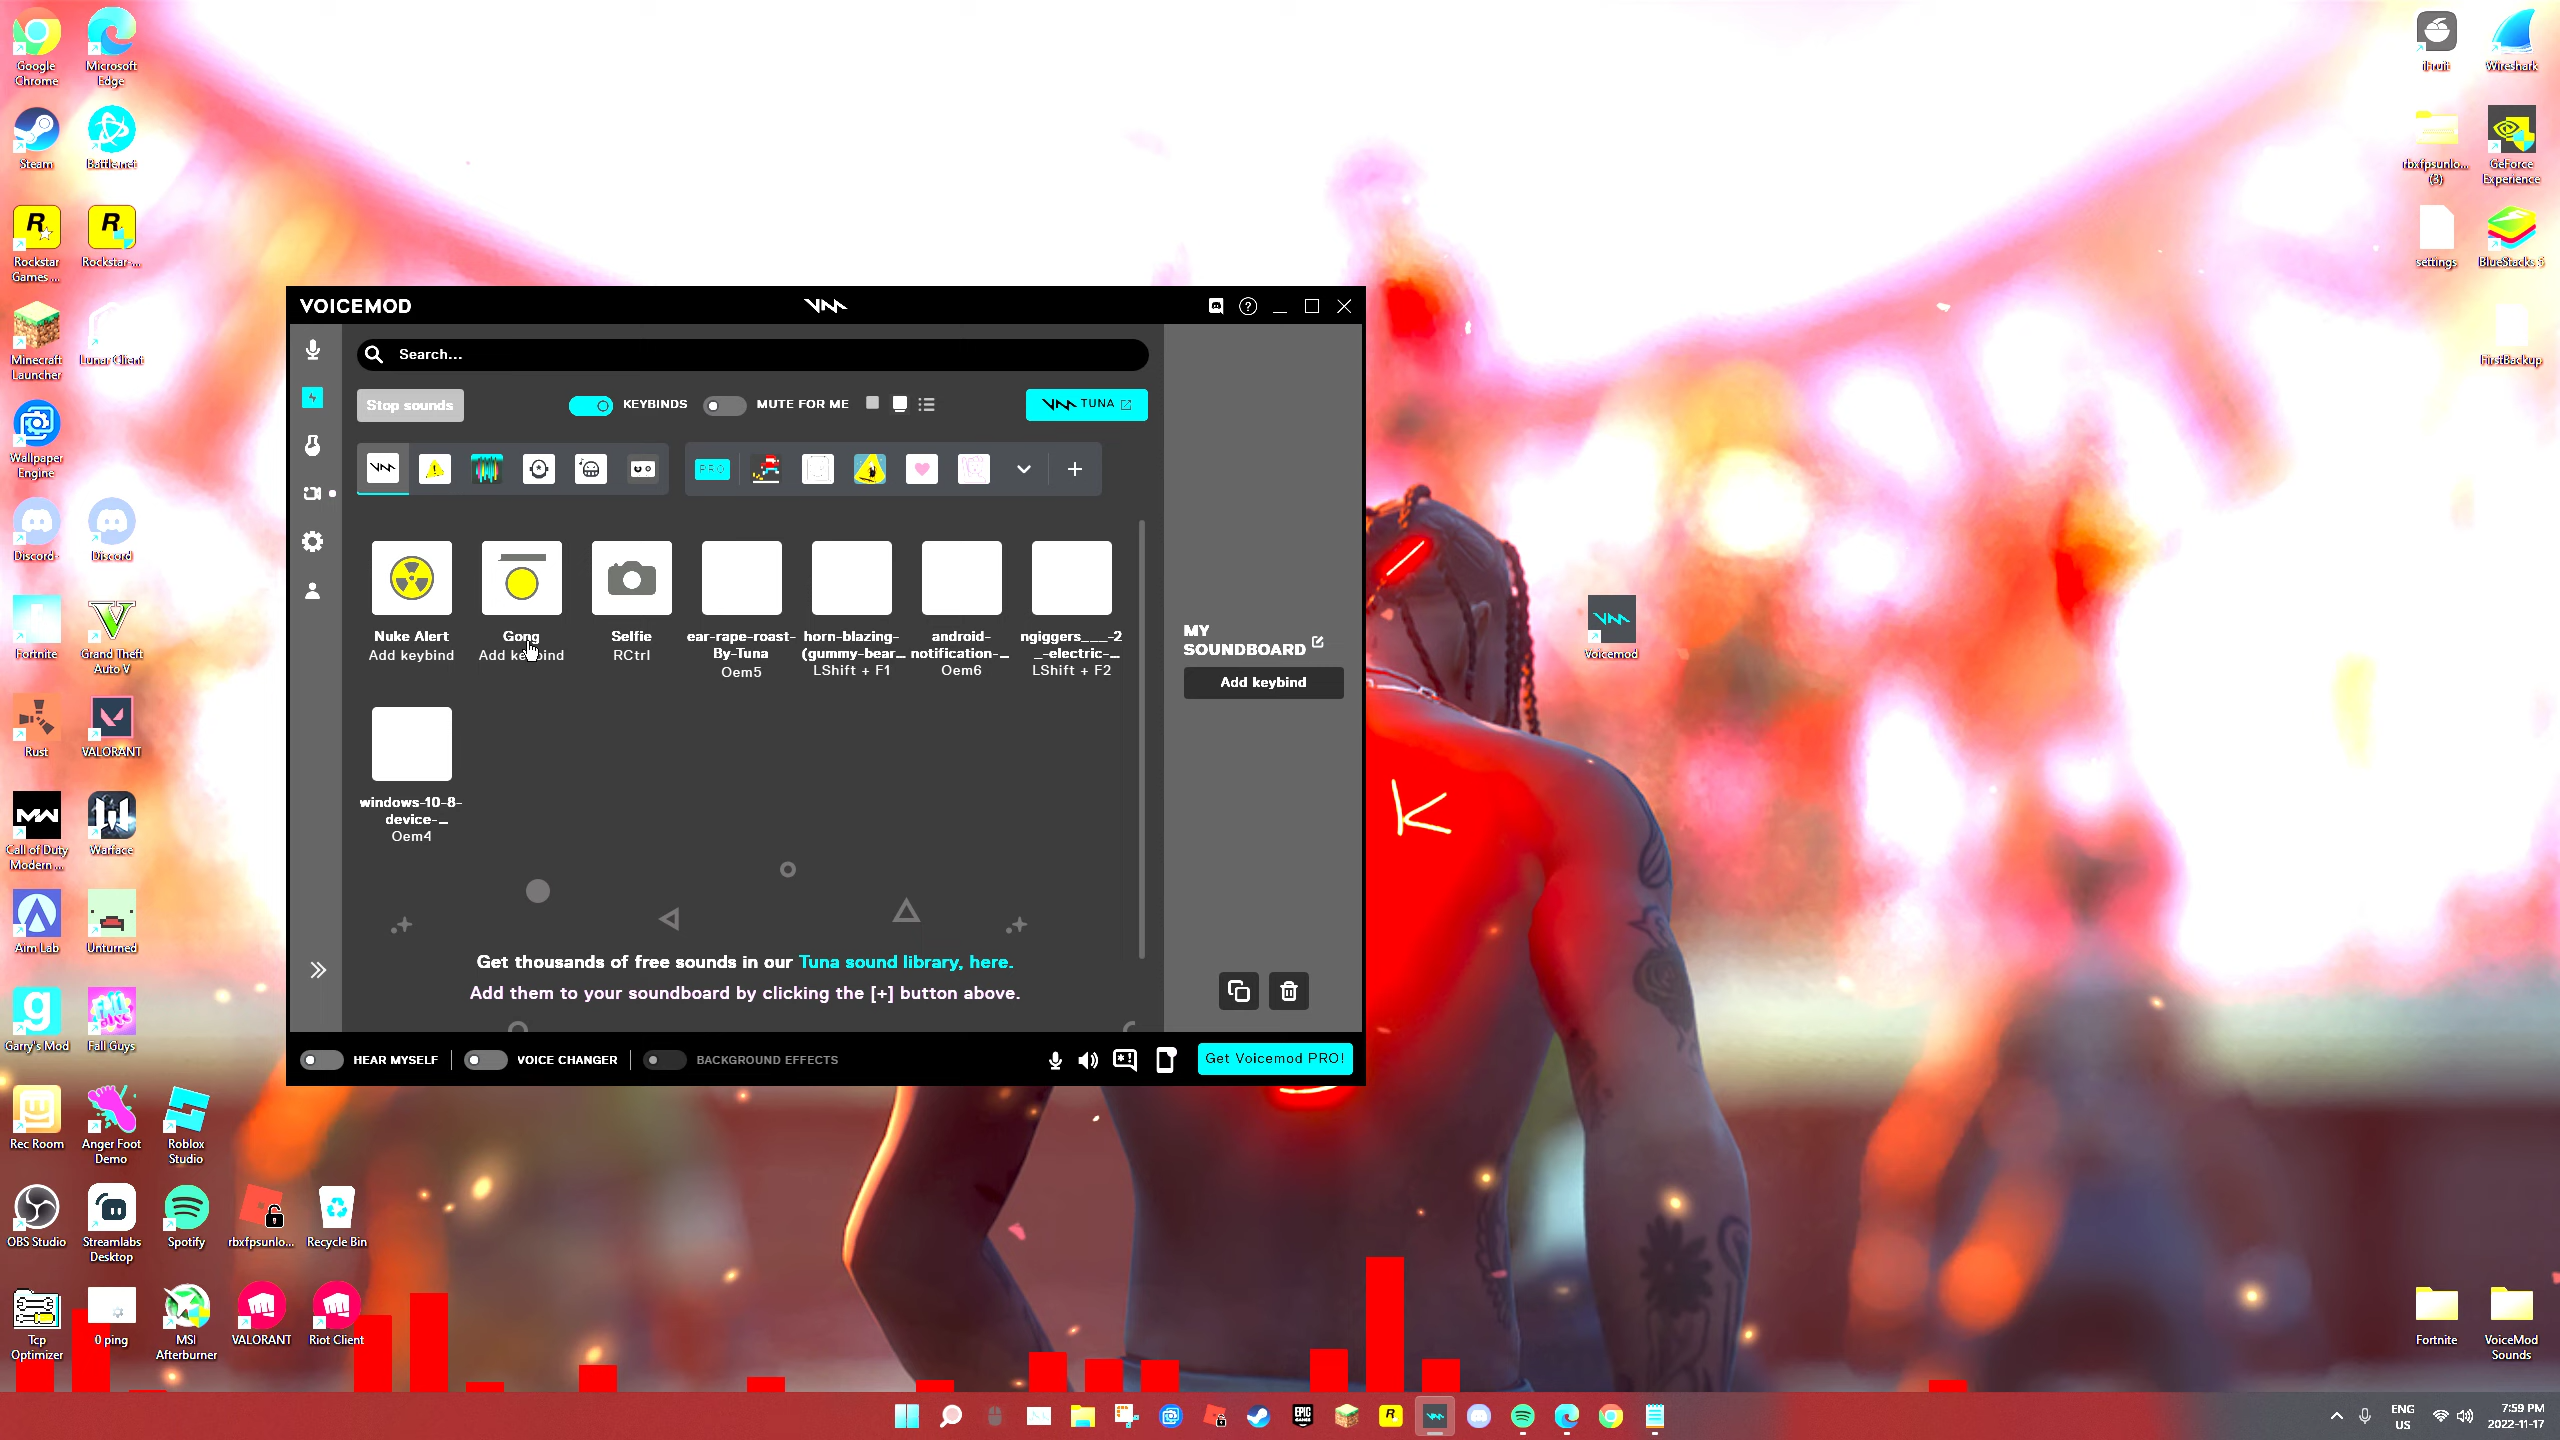 Google
Chrome
Microsoft
Edge
Steam
Battle.net
Rockstar
Games ...
Rockstar-...
Minecraft
Launcher
Lunar Client
Wallpaper
Engine
Discord
Discord
Fortnite
Grand Theft
Auto V
Rust
VALORANT
Call of Duty
Modern ...
Warface
Aim Lab
Unturned
Garry's Mod
Fall Guys
Rec Room
Anger Foot
Demo
Roblox
Studio
OBS Studio
Streamlabs
Desktop
Spotify
rbxfpsunlo...
Recycle Bin
Tcp
Optimizer
0 ping
MSI
Afterburner
VALORANT
Riot Client
VOICEMOD
Search...
Stop sounds
KEYBINDS
MUTE FOR ME
TUNA
PRO
Nuke Alert
Add keybind
Gong
Add keybind
Selfie
RCtrl
ear-rape-roast-
By-Tuna
Oem5
horn-blazing-
(gummy-bear...
LShift + F1
android-
notification-...
Oem6
ngiggers___-2
_-electric-...
LShift + F2
windows-10-8-
device-...
Oem4
Get thousands of free sounds in our Tuna sound library, here.
Add them to your soundboard by clicking the [+] button above.
MY
SOUNDBOARD
Add keybind
HEAR MYSELF
VOICE CHANGER
BACKGROUND EFFECTS
Get Voicemod PRO!
Voicemod
K
iFruit
Wireshark
rbxfpsunlo...
(3)
GeForce
Experience
settings
BlueStacks 5
FirstBackup
Fortnite
VoiceMod
Sounds
EPIC
GAMES
ENG
US
7:59 PM
2022-11-17